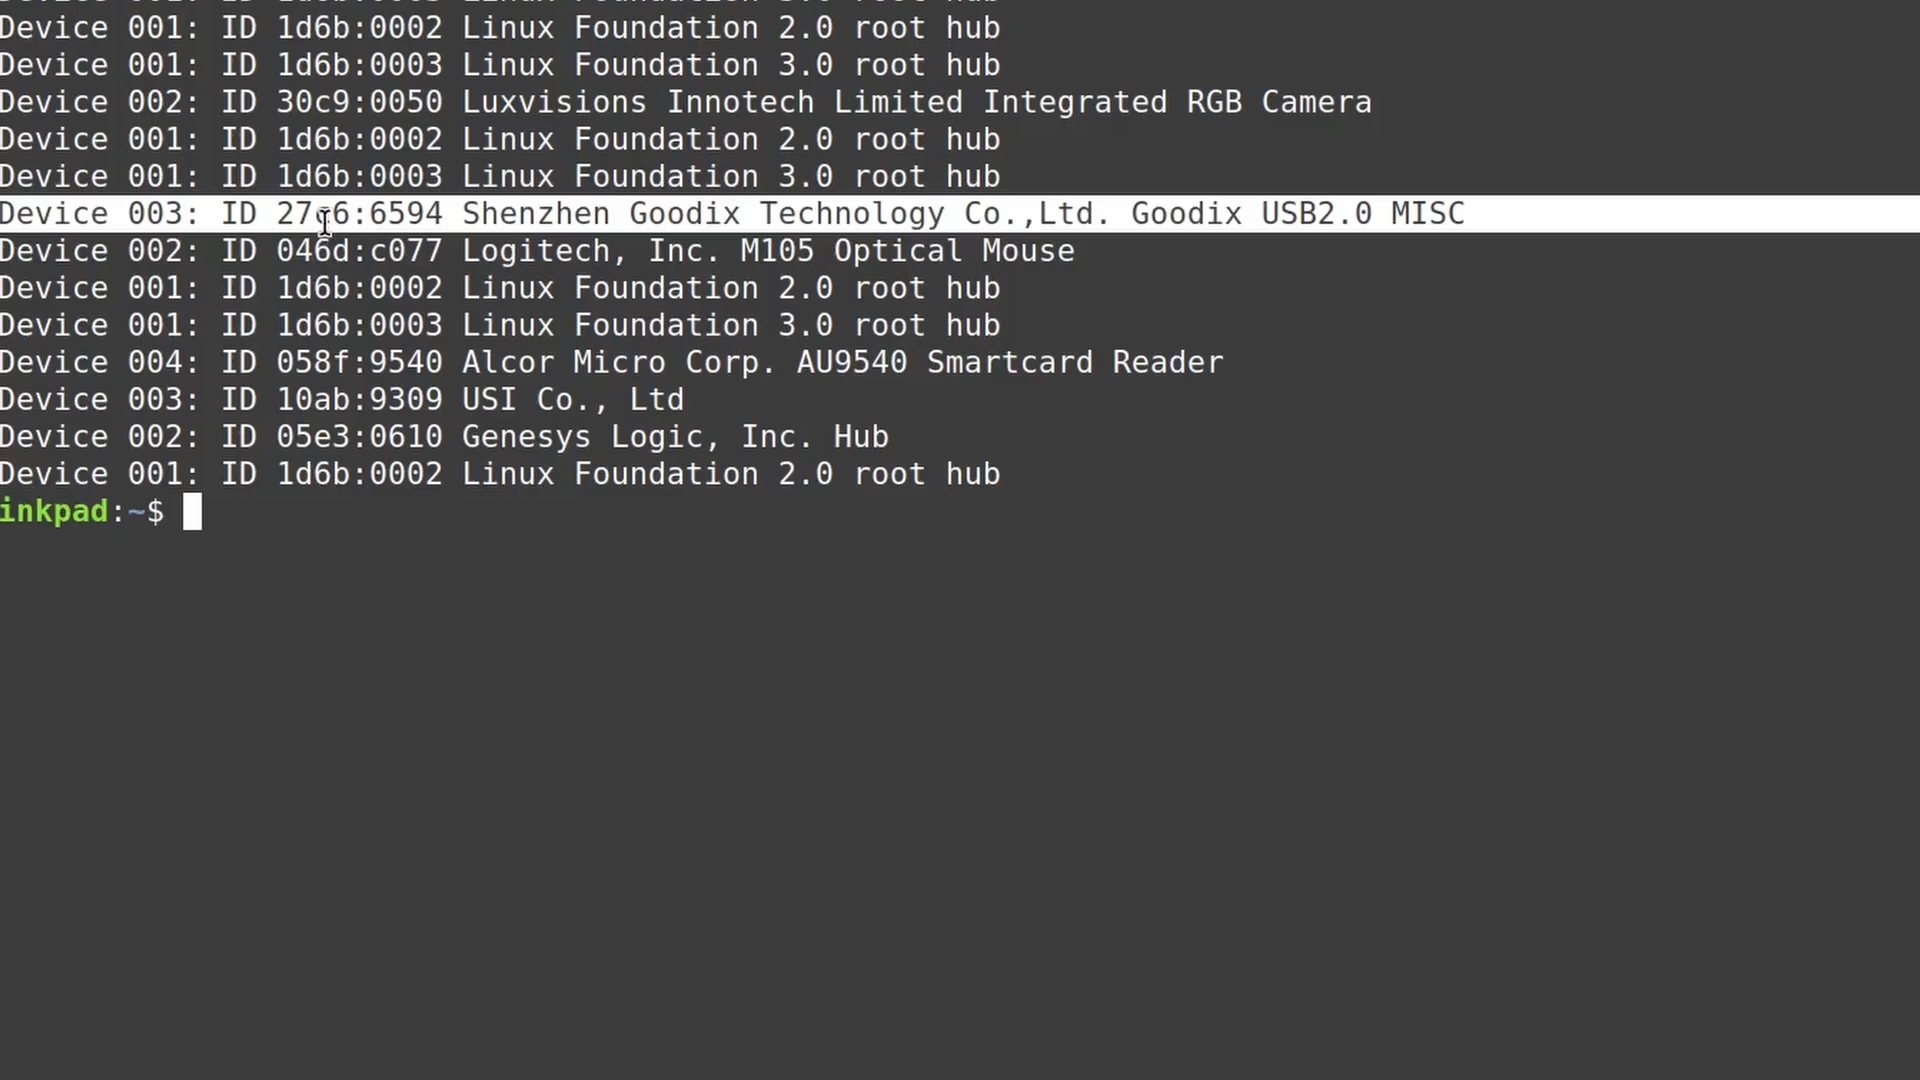 Device 001: ID 1d6b:0002 Linux Foundation 2.0 root hub
Device 001: ID 1d6b:0003 Linux Foundation 3.0 root hub
Device 002: ID 30c9:0050 Luxvisions Innotech Limited Integrated RGB Camera
Device 001: ID 1d6b:0002 Linux Foundation 2.0 root hub
Device 001: ID 1d6b:0003 Linux Foundation 3.0 root hub
Device 003: ID 27c6:6594 Shenzhen Goodix Technology Co.,Ltd. Goodix USB2.0 MISC
Device 002: ID 046d:c077 Logitech, Inc. M105 Optical Mouse
Device 001: ID 1d6b:0002 Linux Foundation 2.0 root hub
Device 001: ID 1d6b:0003 Linux Foundation 3.0 root hub
Device 004: ID 058f:9540 Alcor Micro Corp. AU9540 Smartcard Reader
Device 003: ID 10ab:9309 USI Co., Ltd
Device 002: ID 05e3:0610 Genesys Logic, Inc. Hub
Device 001: ID 1d6b:0002 Linux Foundation 2.0 root hub
inkpad:~$